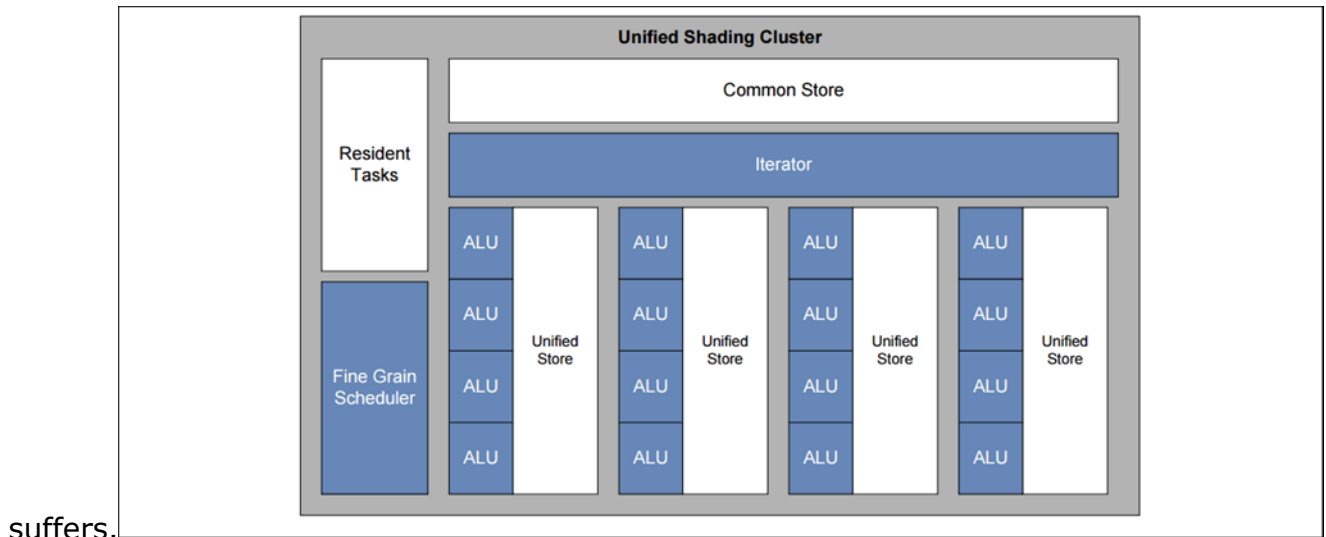 Unified Shading Cluster
Common Store
Resident
Tasks
Iterator
ALU
ALU
ALU
ALU
ALU
ALU
ALU
ALU
Unified
Store
Unified
Store
Unified
Store
Unified
Store
Fine Grain
Scheduler
ALU
ALU
ALU
ALU
ALU
ALU
ALU
ALU
suffers.